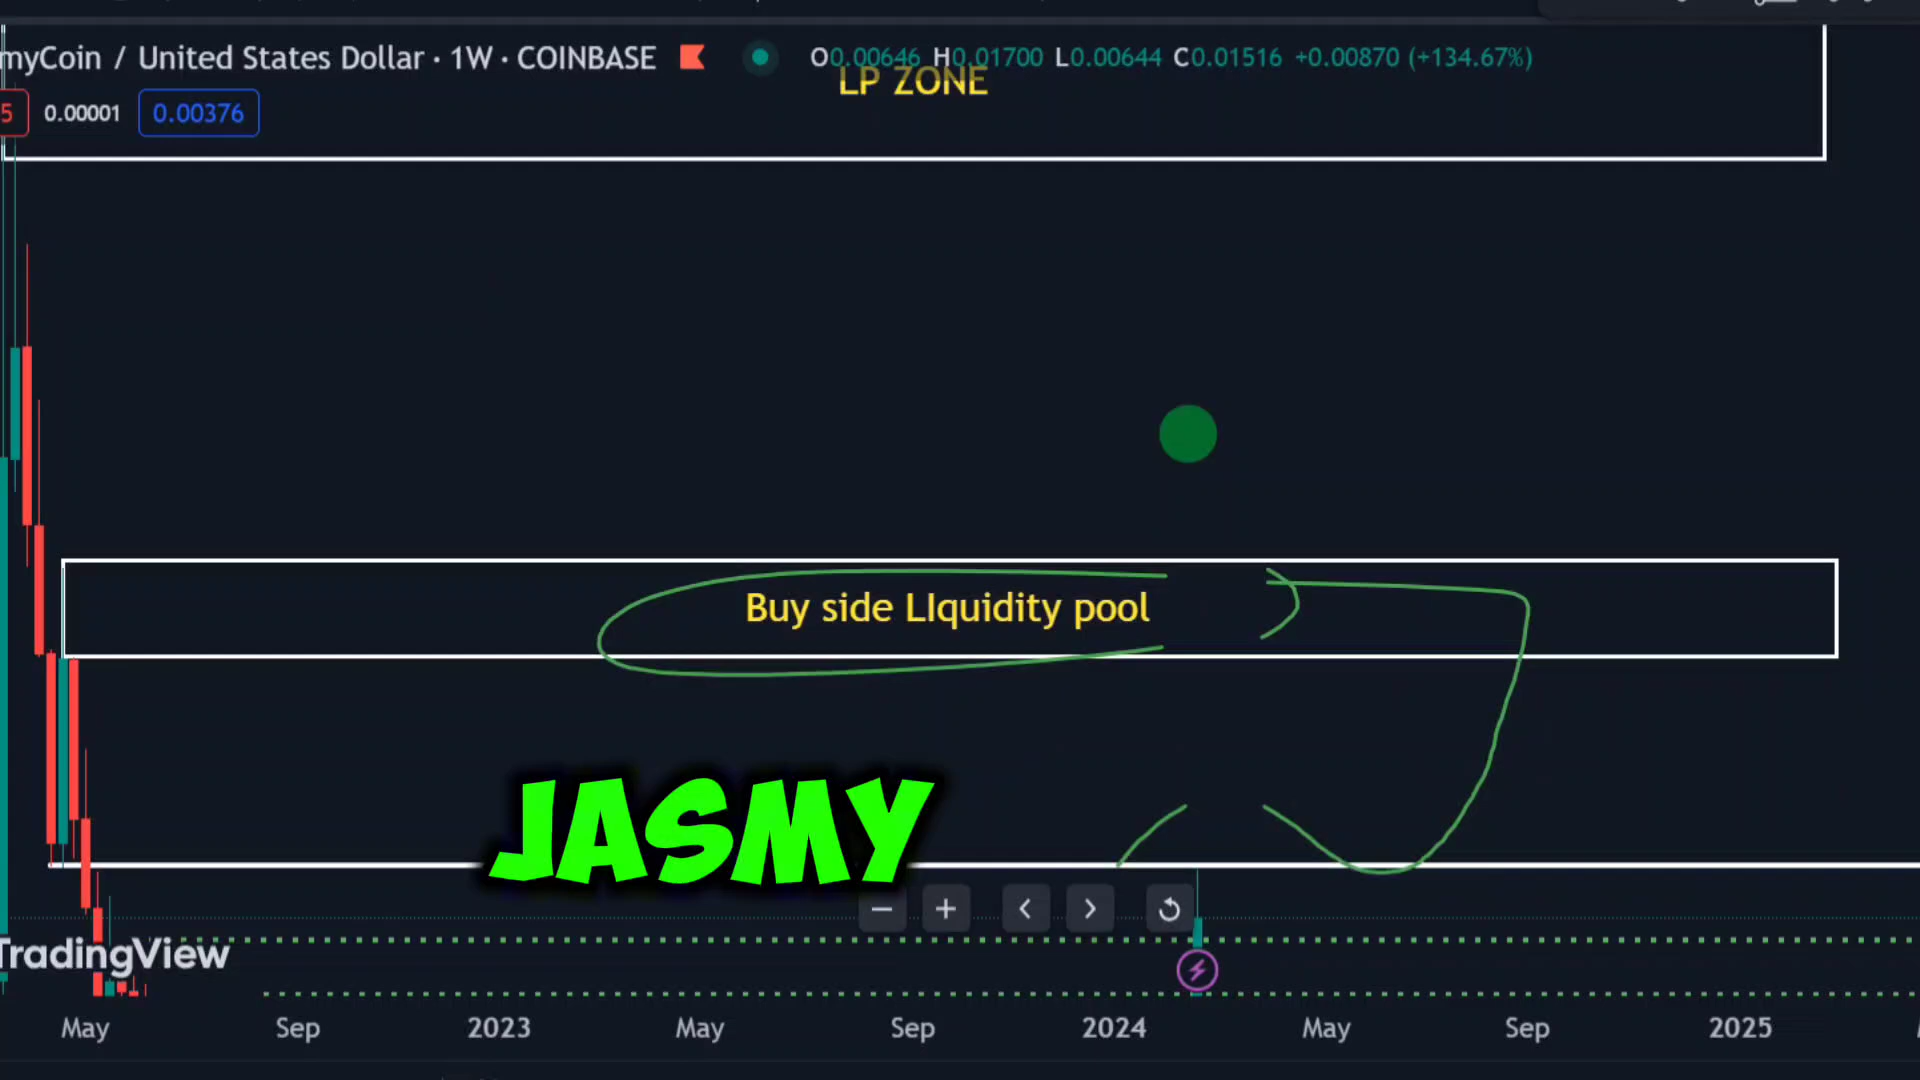 myCoin / United States Dollar · 1W · COINBASE O0.00646 H0.01700 L0.00644 C0.01516 +0.00870 (+134.67%)
LP ZONE
5 0.00001 0.00376
Buy side LIquidity pool
JASMY
TradingView
May Sep 2023 May Sep 2024 May Sep 2025